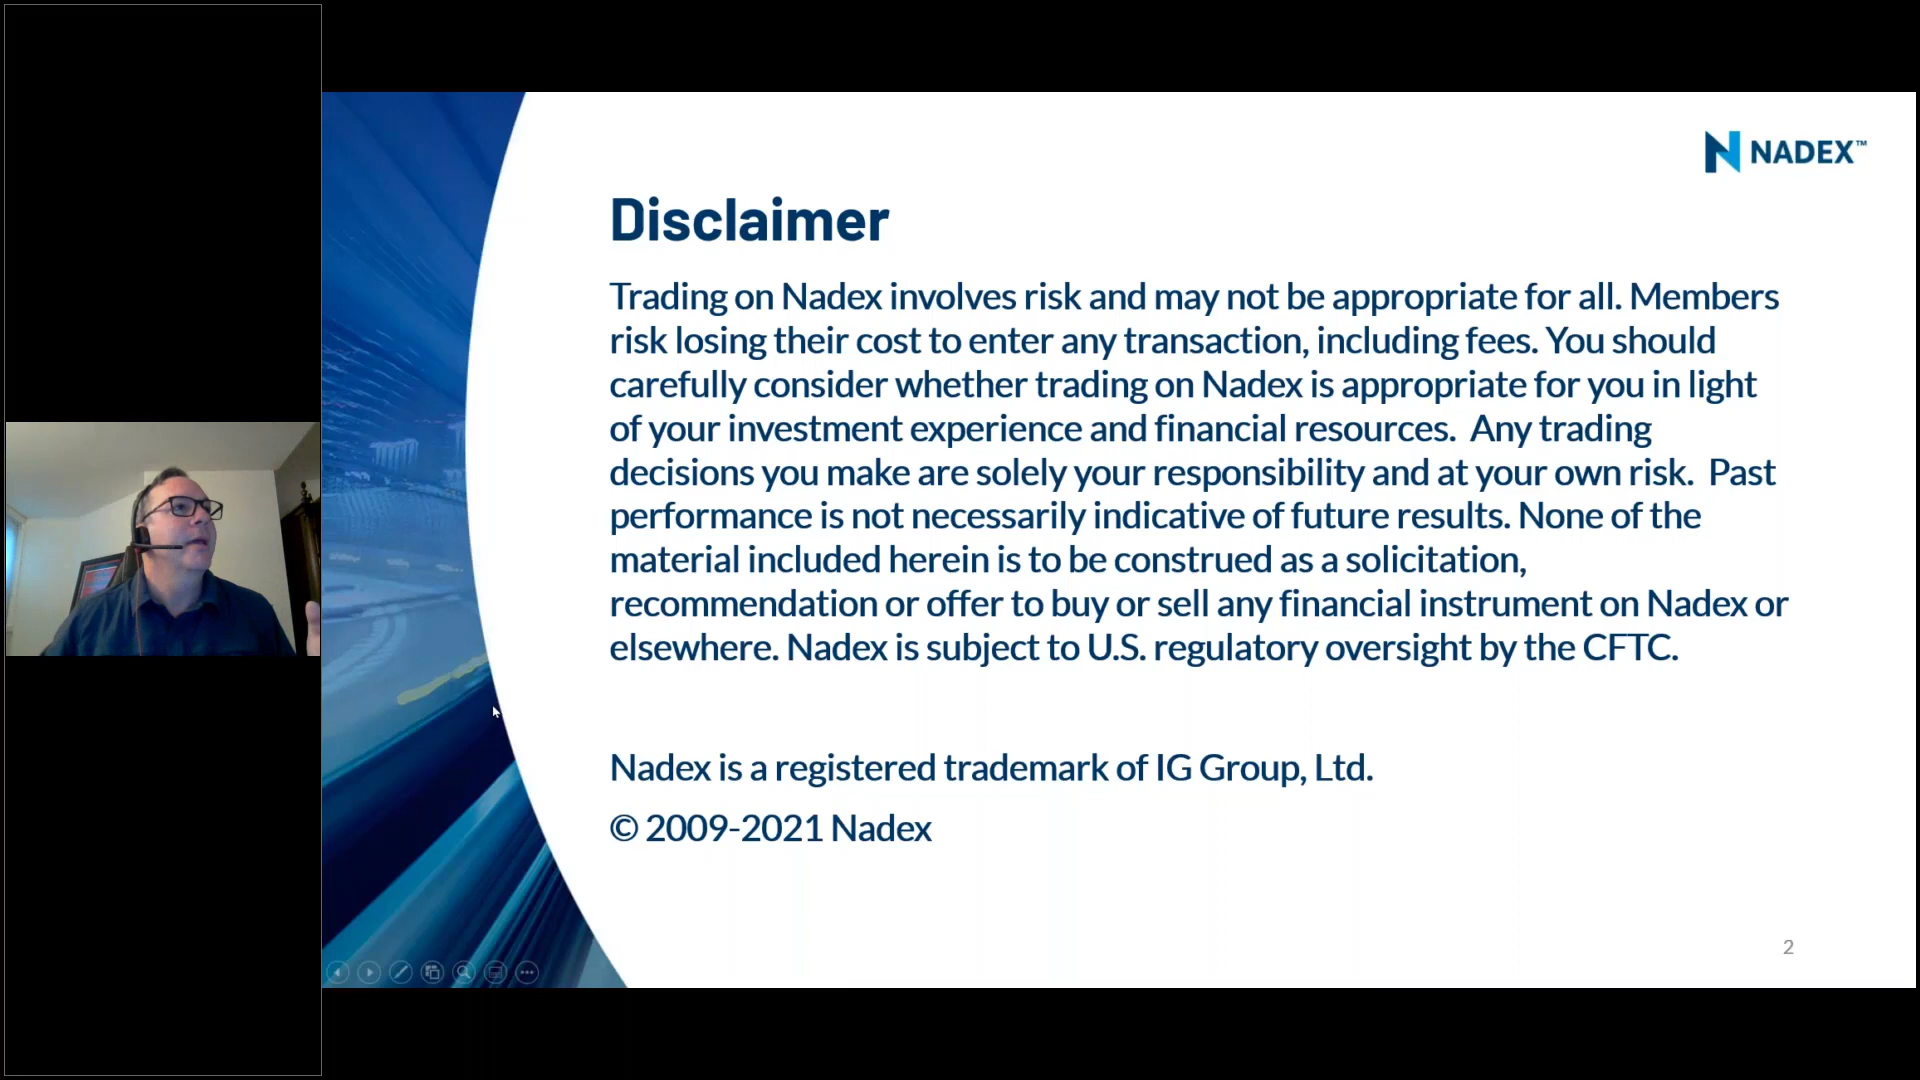 NADEX™
Disclaimer
Trading on Nadex involves risk and may not be appropriate for all. Members
risk losing their cost to enter any transaction, including fees. You should
carefully consider whether trading on Nadex is appropriate for you in light
of your investment experience and financial resources.  Any trading
decisions you make are solely your responsibility and at your own risk.  Past
performance is not necessarily indicative of future results. None of the
material included herein is to be construed as a solicitation,
recommendation or offer to buy or sell any financial instrument on Nadex or
elsewhere. Nadex is subject to U.S. regulatory oversight by the CFTC.
Nadex is a registered trademark of IG Group, Ltd.
© 2009-2021 Nadex
2